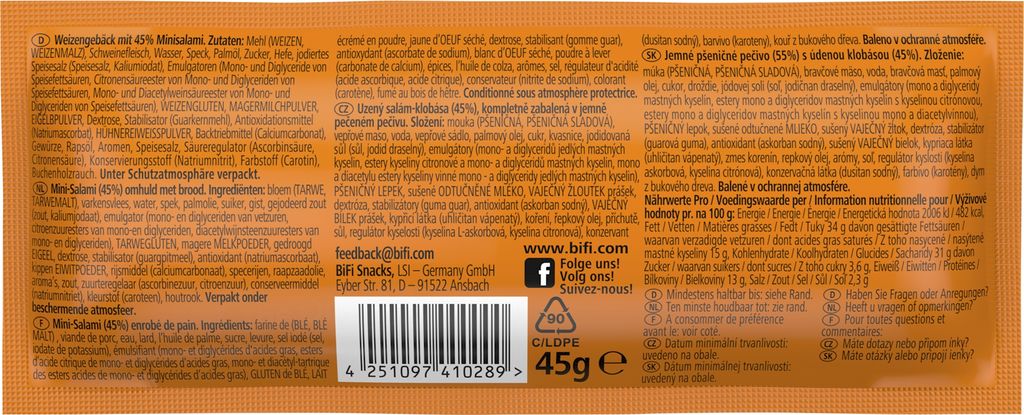 D Weizengebäck mit 45% Minisalami. Zutaten: Mehl (WEIZEN,
WEIZENMALZ), Schweinefleisch, Wasser, Speck, Palmöl, Zucker, Hefe, jodiertes
Speisesalz (Speisesalz, Kaliumjodat), Emulgatoren (Mono- und Diglyceride von
Speisefettsäuren, Citronensäureester von Mono- und Diglyceriden von
Speisefettsäuren, Mono- und Diacetylweinsäureester von Mono- und
Diglyceriden von Speisefettsäuren), WEIZENGLUTEN, MAGERMILCHPULVER,
EIGELBPULVER, Dextrose, Stabilisator (Guarkernmehl), Antioxidationsmittel
(Natriumascorbat), HÜHNEREIWEISSPULVER, Backtriebmittel (Calciumcarbonat),
Gewürze, Rapsöl, Aromen, Speisesalz, Säureregulator (Ascorbinsäure,
Citronensäure), Konservierungsstoff (Natriumnitrit), Farbstoff (Carotin),
Buchenholzrauch. Unter Schutzatmosphäre verpackt.
NL Mini-Salami (45%) omhuld met brood. Ingrediënten: bloem (TARWE,
TARWEMALT), varkensvlees, water, spek, palmolie, suiker, gist, gejodeerd zout
(zout, kaliumjodaat), emulgator (mono- en diglyceriden van vetzuren,
citroenzuuresters van mono-en diglyceriden, diacetylwijnsteenzuuresters van
mono-en diglyceriden), TARWEGLUTEN, magere MELKPOEDER, gedroogd
EIGEEL, dextrose, stabilisator (guarpitmeel), antioxidant (natriumascorbaat),
kippen EIWITPOEDER, rijsmiddel (calciumcarbonaat), specerijen, raapzaadolie,
aroma's, zout, zuurteregelaar (ascorbinezuur, citroenzuur), conserveermiddel
(natriumnitriet), kleurstof (caroteen), houtrook. Verpakt onder
beschermende atmosfeer.
F Mini-Salami (45%) enrobé de pain. Ingrédients: farine de (BLÉ, BLÉ
MALT), viande de porc, eau, lard, l'huile de palme, sucre, levure, sel iodé (sel,
iodate de potassium), émulsifiant (mono- et diglycérides d'acides gras, esters
d'acide citrique de mono- et diglycérides d'acides gras, mono- et diacétyl-tartrique
des esters acides de mono- et diglycérides d'acides gras), GLUTEN de BLÉ, LAIT
écrémé en poudre, jaune d'OEUF séché, dextrose, stabilisant (gomme guar),
antioxydant (ascorbate de sodium), blanc d'OEUF séché, poudre à lever
(carbonate de calcium), épices, l'huile de colza, arômes, sel, régulateur d'acidité
(acide ascorbique, acide citrique), conservateur (nitrite de sodium), colorant
(carotène), fumé au bois de hêtre. Conditionné sous atmosphère protectrice.
CZ Uzený salám-klobása (45%), kompletně zabalená v jemně
pečeném pečivu. Složení: mouka (PŠENIČNÁ, PŠENIČNÁ SLADOVÁ),
vepřové maso, voda, vepřové sádlo, palmový olej, cukr, kvasnice, jodidovaná
sůl (sůl, jodid draselný), emulgátory (mono- a diglyceridů jedlých mastných
kyselin, estery kyseliny citronové a mono- a diglyceridů mastných kyselin, mono
a diacetylu estery kyseliny vinné mono - a diglyceridy jedlých mastných kyselin),
PŠENIČNÝ LEPEK, sušené ODTUČNĚNÉ MLÉKO, VAJEČNÝ ŽLOUTEK prášek,
dextróza, stabilizátory (guma guar), antioxidant (askorban sodný), VAJEČNÝ
BÍLEK prášek, kypřicí látka (uhličitan vápenatý), koření, řepkový olej, příchutě,
sůl, regulátor kyselosti (kyselina L-askorbová, kyselina citronová), konzervant
(dusitan sodný), barvivo (karoteny), kouř z bukového dřeva. Baleno v ochranné atmosféře.
SK Jemné pšeničné pečivo (55%) s údenou klobásou (45%). Zloženie:
múka (PŠENIČNÁ, PŠENIČNÁ SLADOVÁ), bravčové mäso, voda, bravčová masť, palmový
olej, cukor, droždie, jódovej soli (soľ, jodičnan draselný), emulgátory (mono a diglyceridy
mastných kyselín, estery mono a diglyceridov mastných kyselín s kyselinou citrónovou,
estery mono a diglyceridov mastných kyselín s kyselinou mono a diacetylvínnou),
PŠENIČNÝ lepok, sušené odtučnené MLIEKO, sušený VAJEČNÝ žĺtok, dextróza, stabilizátor
(guarová guma), antioxidant (askorban sodný), sušený VAJEČNÝ bielok, kypriaca látka
(uhličitan vápenatý), zmes korenín, repkový olej, arómy, soľ, regulátor kyslosti (kyselina
askorbová, kyselina citrónová), konzervačná látka (dusitan sodný), farbivo (karotény), dym
z bukového dreva. Balené v ochrannej atmosfére.
Nährwerte Pro / Voedingswaarde per / Information nutritionnelle pour / Výživové
hodnoty pr. na 100 g: Energie / Energie / Énergie / Energetická hodnota 2006 kJ / 482 kcal,
Fett / Vetten / Matières grasses / Fedt / Tuky 34 g davon gesättigte Fettsäuren /
waarvan verzadigde vetzuren / dont acides gras saturés / Z toho nasycené / nasýtené
mastné kyseliny 15 g, Kohlenhydrate / Koolhydraten / Glucides / Sacharidy 31 g davon
Zucker / waarvan suikers / dont sucres / Z toho cukry 3,6 g, Eiweiß / Eiwitten / Protéines /
Bílkoviny / Bielkoviny 13 g, Salz / Zout / Sel / Sůl / Soľ 2,3 g
feedback@bifi.com
BiFi Snacks, LSI – Germany GmbH
Eyber Str. 81, D – 91522 Ansbach
www.bifi.com
f
Folge uns!
Volg ons!
Suivez-nous!
4 251097 410289 >
90
C/LDPE
45g e
D Mindestens haltbar bis: siehe Rand.
NL Ten minste houdbaar tot: zie rand.
F A consommer de préférence
avant le: voir coté.
CZ Datum minimální trvanlivosti:
uvedeny na obale.
SK Dátum minimálnej trvanlivosti:
uvedený na obale.
D Haben Sie Fragen oder Anregungen?
NL Heeft u vragen of opmerkingen?
F Pour toutes questions et
commentaires:
CZ Máte dotazy nebo připom ínky?
SK Máte otázky alebo pripoji ienky?